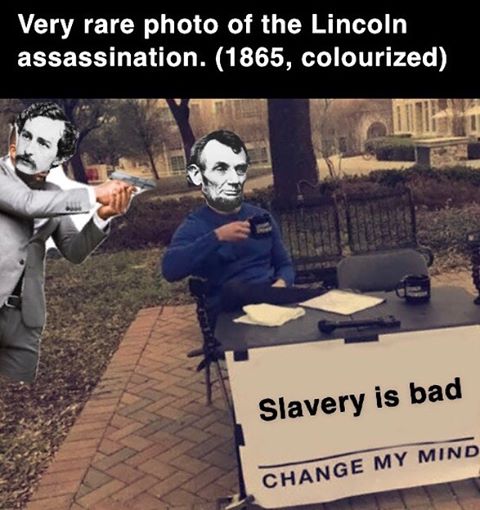 Very rare photo of the Lincoln
assassination. (1865, colourized)
Slavery is bad
CHANGE MY MIND